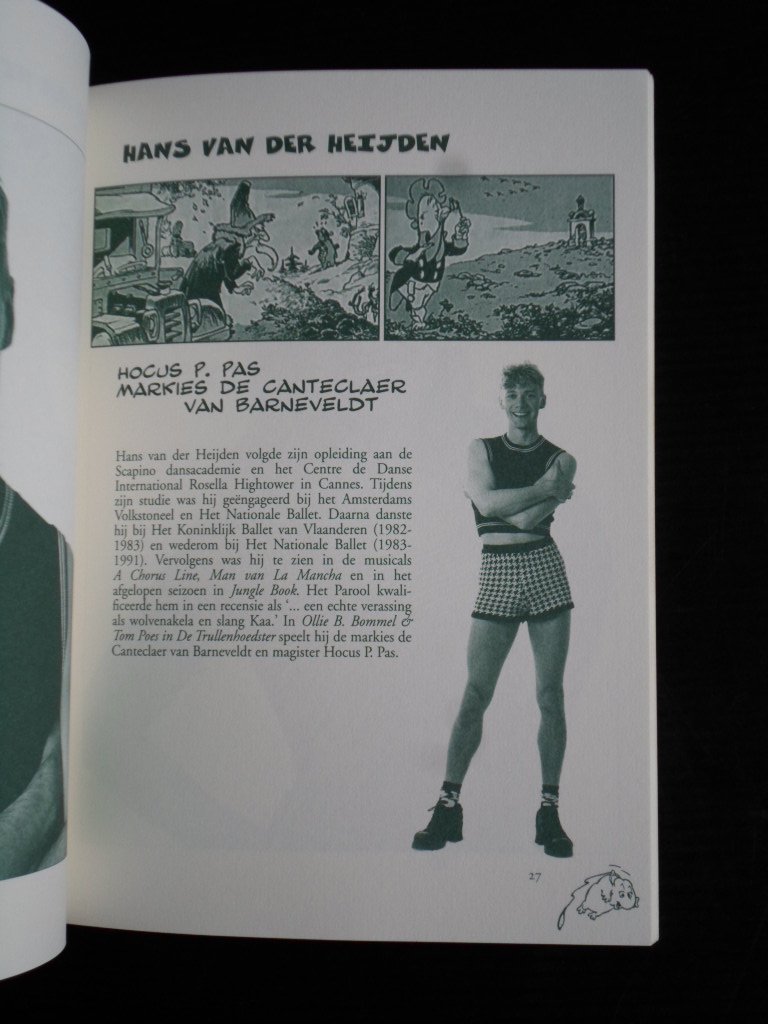 HANS VAN DER HEIJDEN
HOCUS P. PAS
MARKIES DE CANTECLAER
VAN BARNEVELDT
Hans van der Heijden volgde zijn opleiding aan de
Scapino dansacademie en het Centre de Danse
International Rosella Hightower in Cannes. Tijdens
zijn studie was hij geëngageerd bij het Amsterdams
Volkstoneel en Het Nationale Ballet. Daarna danste
hij bij Het Koninklijk Ballet van Vlaanderen (1982-
1983) en wederom bij Het Nationale Ballet (1983-
1991). Vervolgens was hij te zien in de musicals
A Chorus Line, Man van La Mancha en in het
afgelopen seizoen in Jungle Book. Het Parool kwali-
ficeerde hem in een recensie als ‘... een echte verassing
als wolvenakela en slang Kaa.’ In Ollie B. Bommel &
Tom Poes in De Trullenhoedster speelt hij de markies de
Canteclaer van Barneveldt en magister Hocus P. Pas.
27